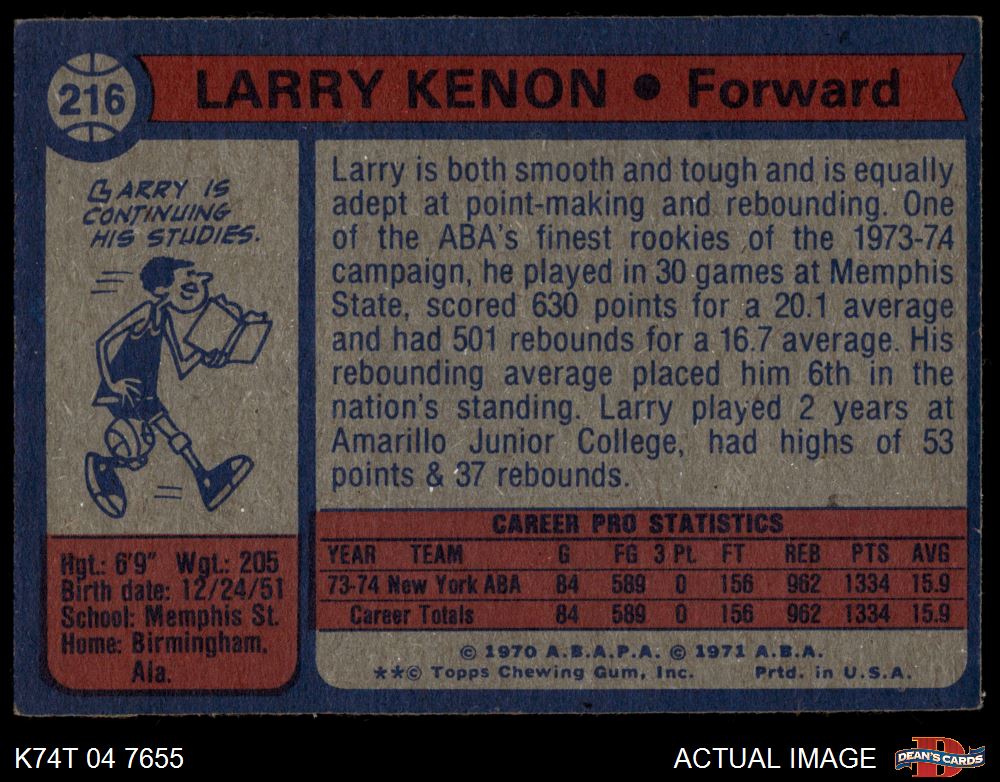 216
LARRY KENON ● Forward
LARRY IS
CONTINUING
HIS STUDIES.
Hgt.: 6'9" Wgt.: 205
Birth date: 12/24/51
School: Memphis St.
Home: Birmingham,
Ala.
Larry is both smooth and tough and is equally
adept at point-making and rebounding. One
of the ABA's finest rookies of the 1973-74
campaign, he played in 30 games at Memphis
State, scored 630 points for a 20.1 average
and had 501 rebounds for a 16.7 average. His
rebounding average placed him 6th in the
nation's standing. Larry played 2 years at
Amarillo Junior College, had highs of 53
points & 37 rebounds.
CAREER PRO STATISTICS
YEAR TEAM G FG 3 Pt. FT REB PTS AVG
73-74 New York ABA 84 589 0 156 962 1334 15.9
Career Totals 84 589 0 156 962 1334 15.9
© 1970 A.B.A.P.A. © 1971 A.B.A.
**© Topps Chewing Gum, Inc. Prtd. in U.S.A.
K74T 04 7655
ACTUAL IMAGE
D
DEAN'S CARDS